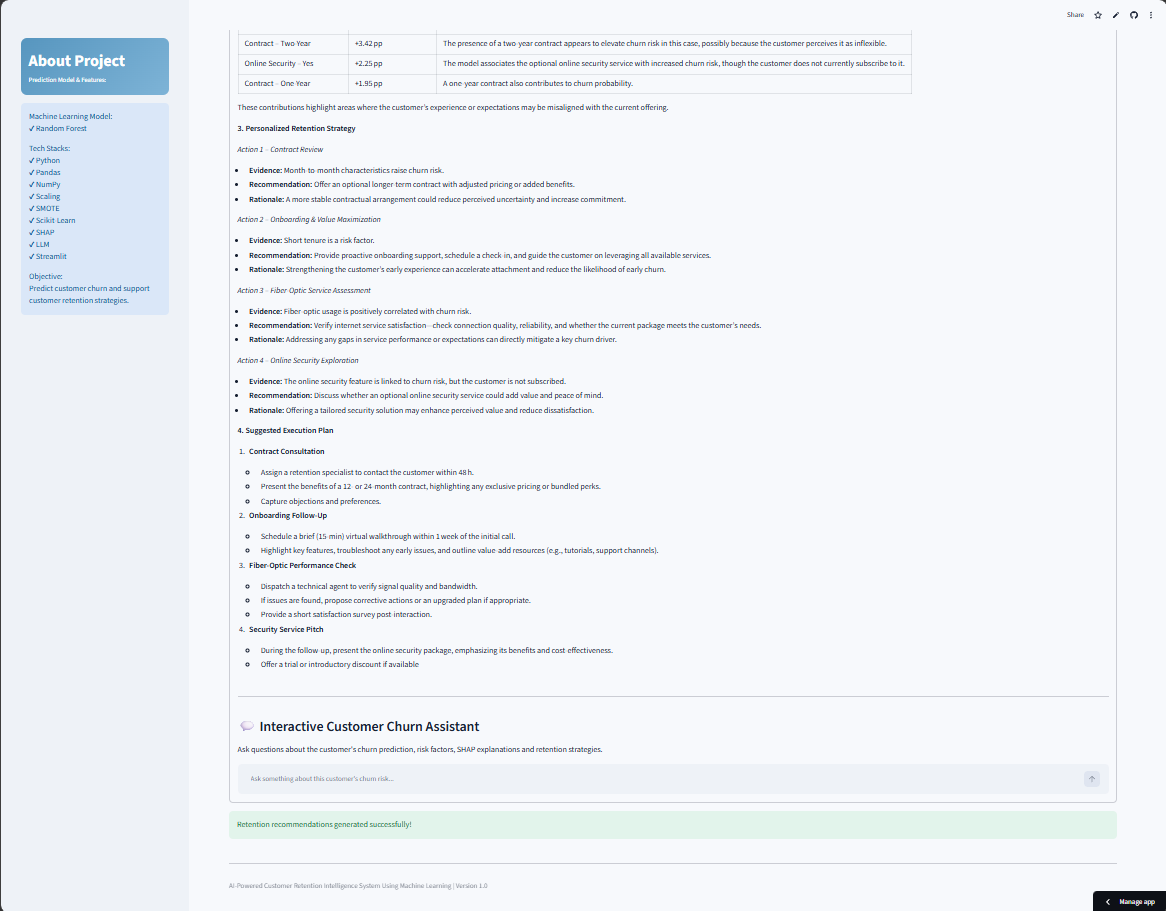 Share
About Project
Prediction Model & Features:
Machine Learning Model:
✓ Random Forest
Tech Stacks:
✓ Python
✓ Pandas
✓ NumPy
✓ Scaling
✓ SMOTE
✓ Scikit-Learn
✓ SHAP
✓ LLM
✓ Streamlit
Objective:
Predict customer churn and support
customer retention strategies.
Contract – Two Year +3.42 pp The presence of a two-year contract appears to elevate churn risk in this case, possibly because the customer perceives it as inflexible.
Online Security – Yes +2.25 pp The model associates the optional online security service with increased churn risk, though the customer does not currently subscribe to it.
Contract – One-Year +1.95 pp A one-year contract also contributes to churn probability.
These contributions highlight areas where the customer's experience or expectations may be misaligned with the current offering.
3. Personalized Retention Strategy
Action 1 – Contract Review
Evidence: Month-to-month characteristics raise churn risk.
Recommendation: Offer an optional longer-term contract with adjusted pricing or added benefits.
Rationale: A more stable contractual arrangement could reduce perceived uncertainty and increase commitment.
Action 2 – Onboarding & Value Maximization
Evidence: Short tenure is a risk factor.
Recommendation: Provide proactive onboarding support, schedule a check-in, and guide the customer on leveraging all available services.
Rationale: Strengthening the customer's early experience can accelerate attachment and reduce the likelihood of early churn.
Action 3 – Fiber-Optic Service Assessment
Evidence: Fiber-optic usage is positively correlated with churn risk.
Recommendation: Verify internet service satisfaction—check connection quality, reliability, and whether the current package meets the customer's needs.
Rationale: Addressing any gaps in service performance or expectations can directly mitigate a key churn driver.
Action 4 – Online Security Exploration
Evidence: The online security feature is linked to churn risk, but the customer is not subscribed.
Recommendation: Discuss whether an optional online security service could add value and peace of mind.
Rationale: Offering a tailored security solution may enhance perceived value and reduce dissatisfaction.
4. Suggested Execution Plan
1. Contract Consultation
Assign a retention specialist to contact the customer within 48 h.
Present the benefits of a 12- or 24-month contract, highlighting any exclusive pricing or bundled perks.
Capture objections and preferences.
2. Onboarding Follow-Up
Schedule a brief (15-min) virtual walkthrough within 1 week of the initial call.
Highlight key features, troubleshoot any early issues, and outline value-add resources (e.g., tutorials, support channels).
3. Fiber-Optic Performance Check
Dispatch a technical agent to verify signal quality and bandwidth.
If issues are found, propose corrective actions or an upgraded plan if appropriate.
Provide a short satisfaction survey post-interaction.
4. Security Service Pitch
During the follow-up, present the online security package, emphasizing its benefits and cost-effectiveness.
Offer a trial or introductory discount if available
Interactive Customer Churn Assistant
Ask questions about the customer's churn prediction, risk factors, SHAP explanations and retention strategies.
Ask something about this customer's churn risk...
Retention recommendations generated successfully!
AI-Powered Customer Retention Intelligence System Using Machine Learning | Version 1.0
Manage app